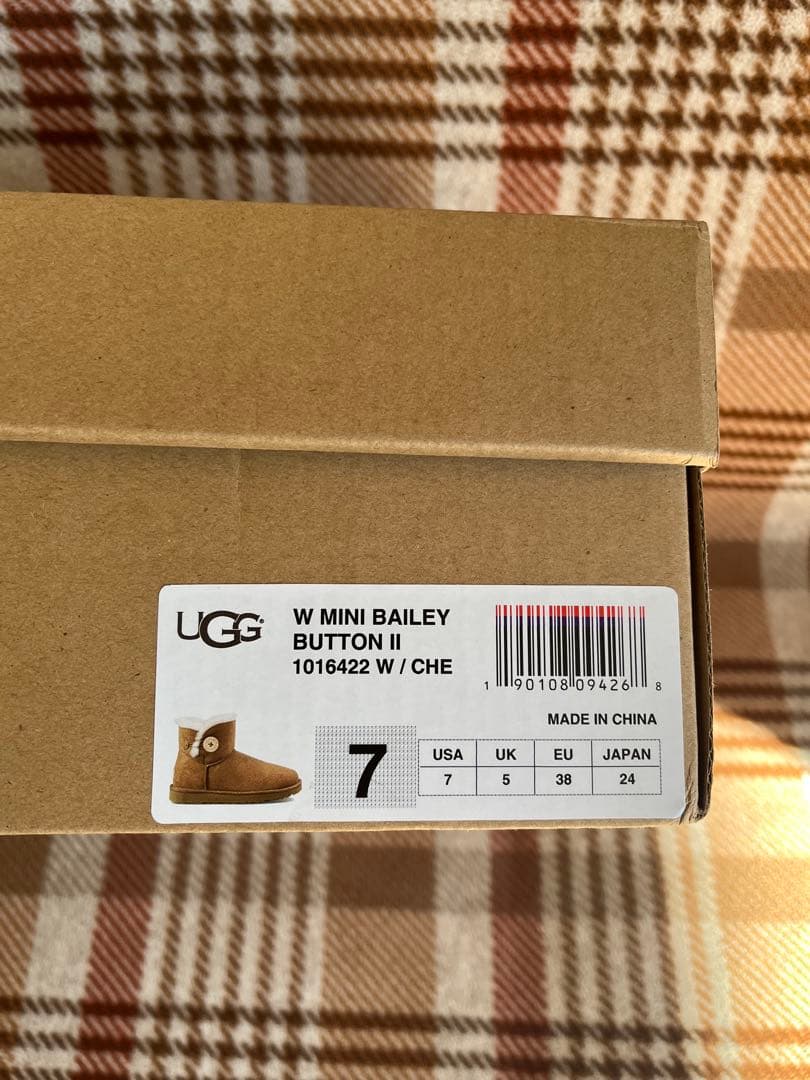 UGG®
W MINI BAILEY
BUTTON II
1016422 W / CHE
1 90108 09426 8
MADE IN CHINA
7
USA UK EU JAPAN
7 5 38 24